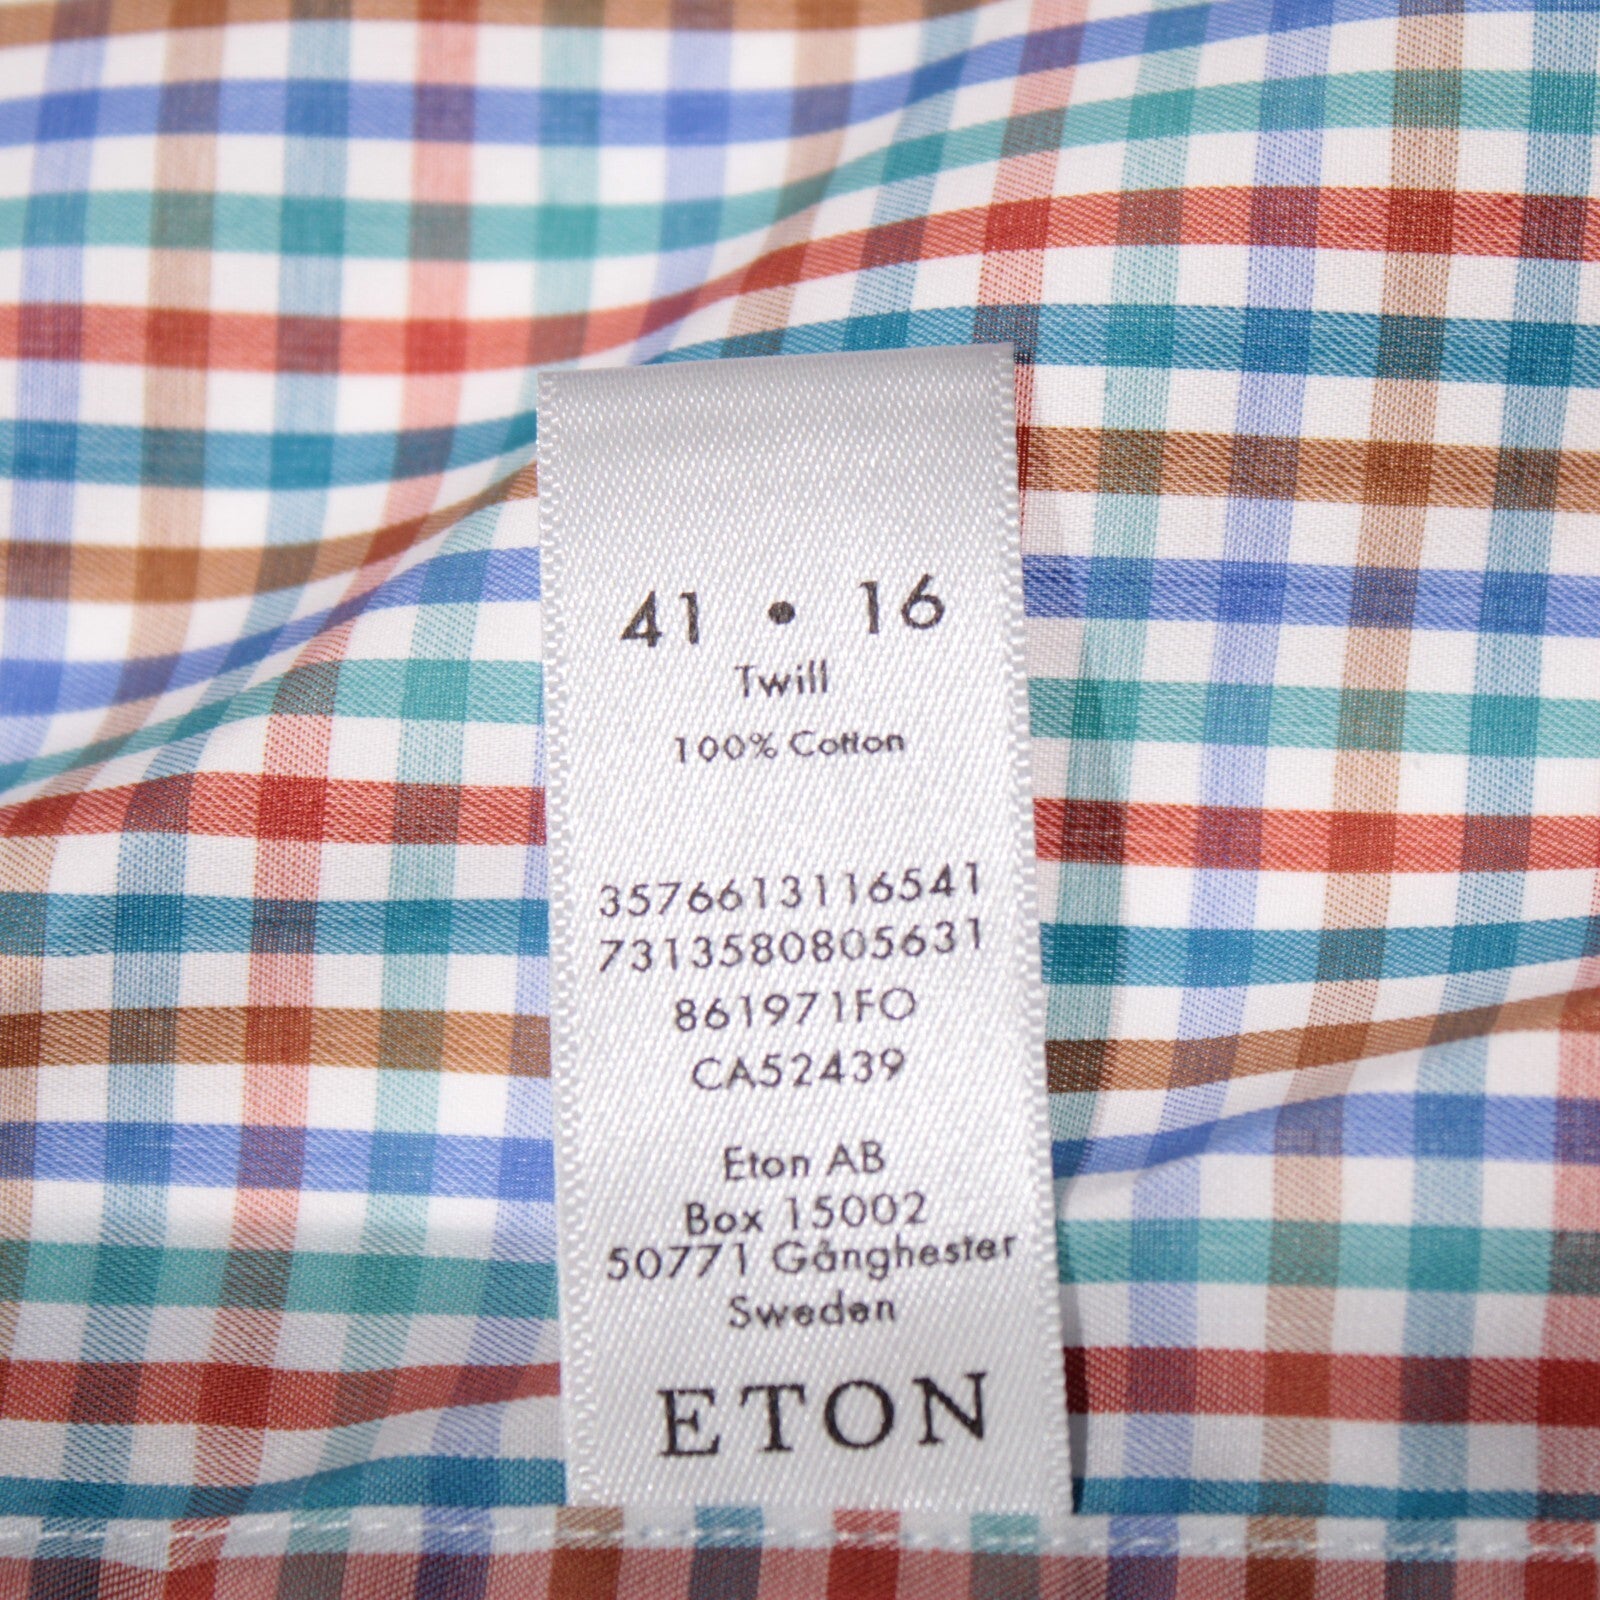 41 • 16
Twill
100% Cotton
3576613116541
7313580805631
861971FO
CA52439
Eton AB
Box 15002
50771 Gånghester
Sweden
ETON